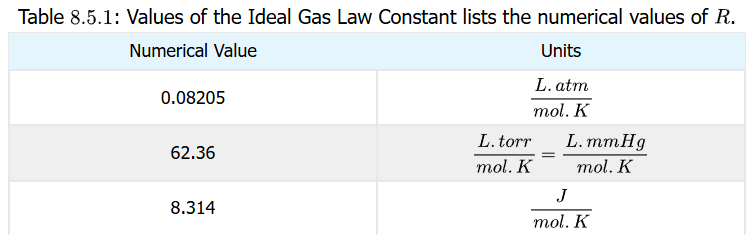 Table 8.5.1: Values of the Ideal Gas Law Constant lists the numerical values of R.
Numerical Value Units
0.08205 L. atm / mol. K
62.36 L. torr / mol. K = L. mmHg / mol. K
8.314 J / mol. K